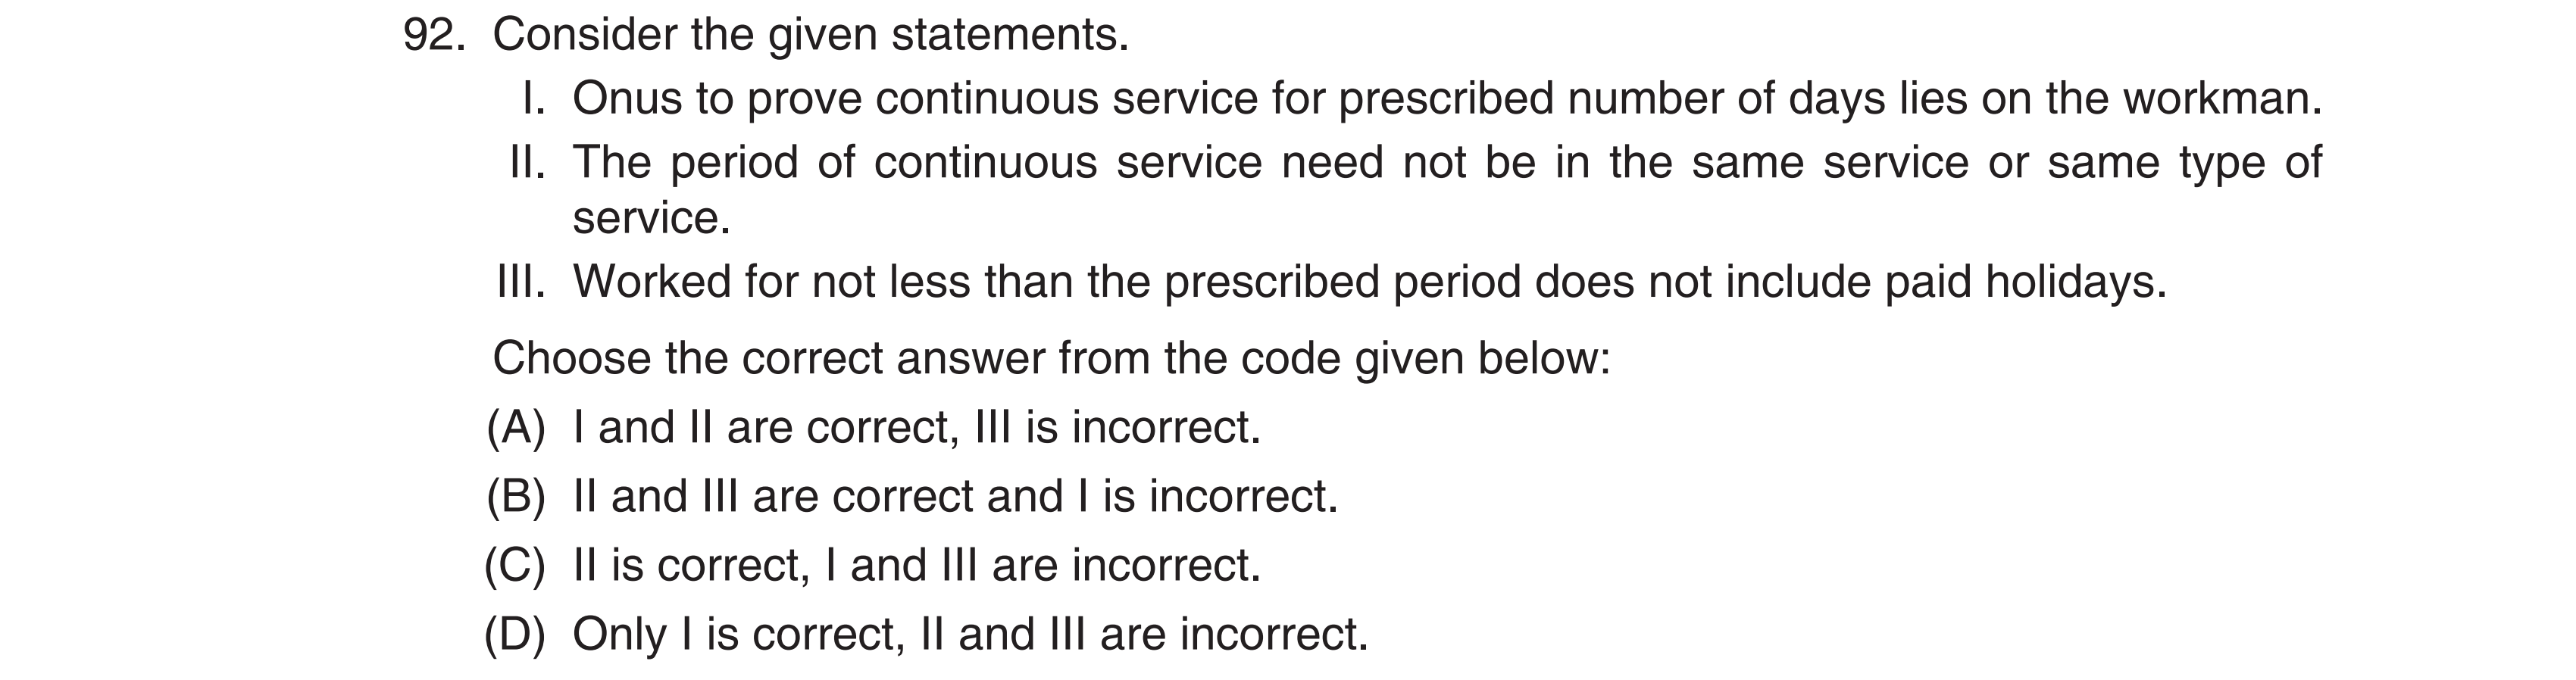 92. Consider the given statements.
I. Onus to prove continuous service for prescribed number of days lies on the workman.
II. The period of continuous service need not be in the same service or same type of
service.
III. Worked for not less than the prescribed period does not include paid holidays.
Choose the correct answer from the code given below:
(A) I and II are correct, III is incorrect.
(B) II and III are correct and I is incorrect.
(C) II is correct, I and III are incorrect.
(D) Only I is correct, II and III are incorrect.